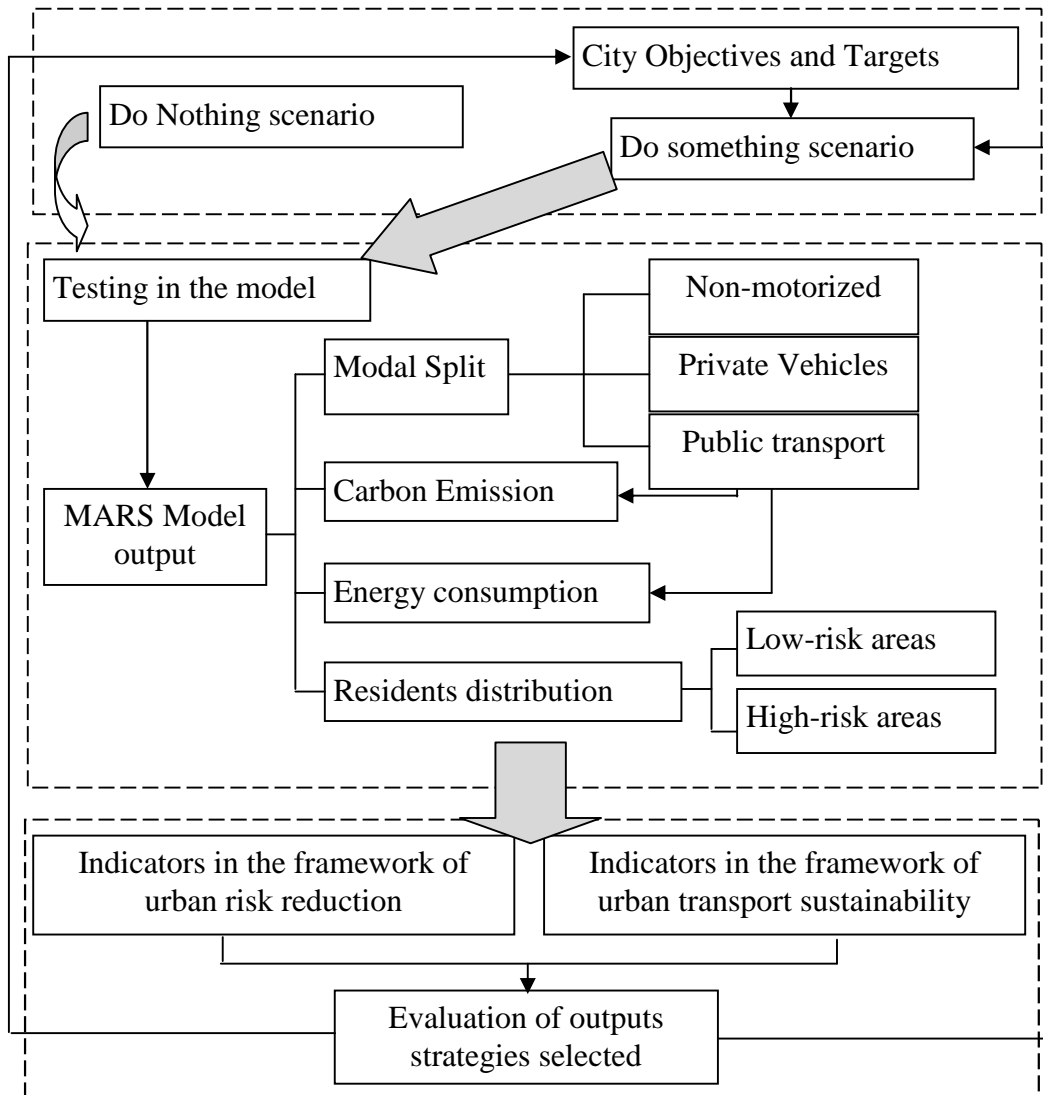 City Objectives and Targets
Do Nothing scenario
Do something scenario
Testing in the model
Non-motorized
Modal Split
Private Vehicles
Public transport
Carbon Emission
MARS Model
output
Energy consumption
Low-risk areas
Residents distribution
High-risk areas
Indicators in the framework of
urban risk reduction
Indicators in the framework of
urban transport sustainability
Evaluation of outputs
strategies selected